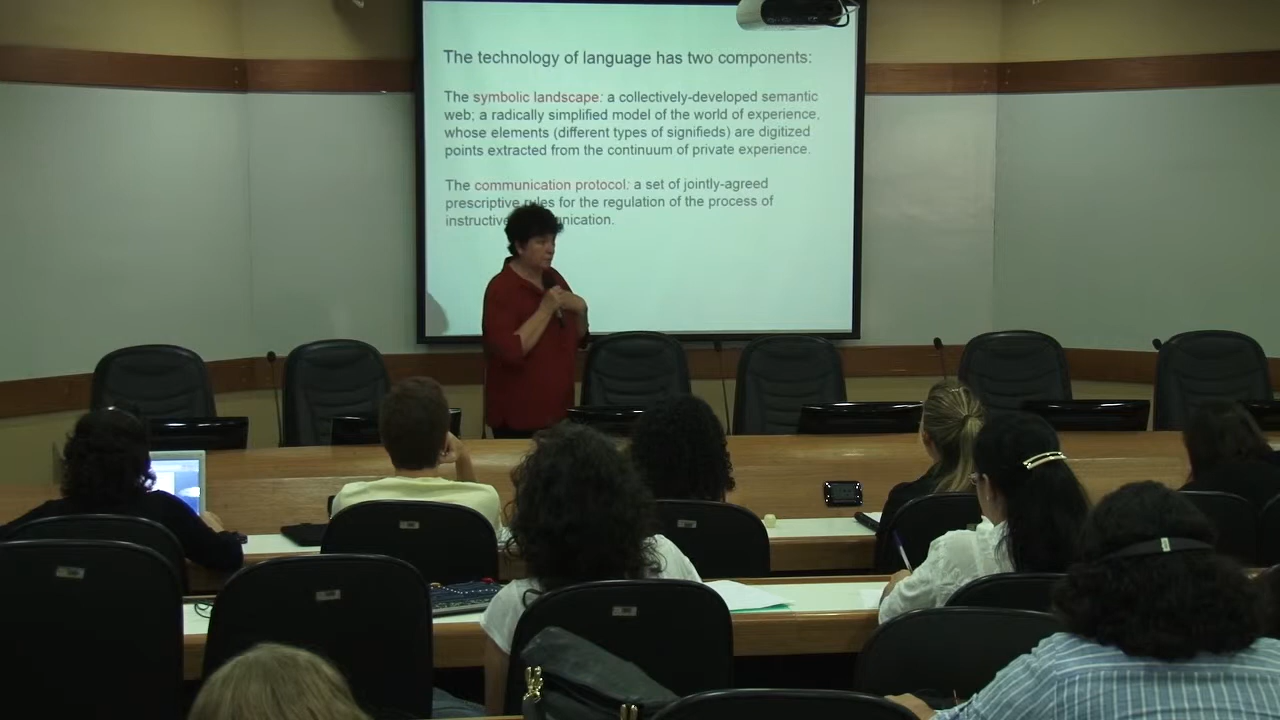 The technology of language has two components:
The symbolic landscape: a collectively-developed semantic
web; a radically simplified model of the world of experience,
whose elements (different types of signifieds) are digitized
points extracted from the continuum of private experience.
The communication protocol: a set of jointly-agreed
prescriptive rules for the regulation of the process of
instructive